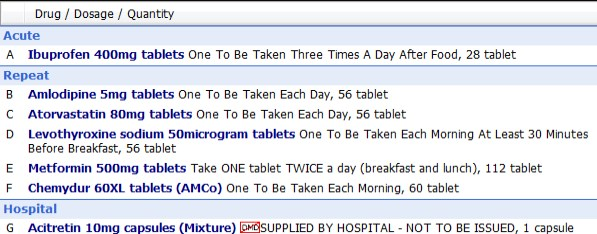 Drug / Dosage / Quantity
Acute
A Ibuprofen 400mg tablets One To Be Taken Three Times A Day After Food, 28 tablet
Repeat
B Amlodipine 5mg tablets One To Be Taken Each Day, 56 tablet
C Atorvastatin 80mg tablets One To Be Taken Each Day, 56 tablet
D Levothyroxine sodium 50microgram tablets One To Be Taken Each Morning At Least 30 Minutes
Before Breakfast, 56 tablet
E Metformin 500mg tablets Take ONE tablet TWICE a day (breakfast and lunch), 112 tablet
F Chemydur 60XL tablets (AMCo) One To Be Taken Each Morning, 60 tablet
Hospital
G Acitretin 10mg capsules (Mixture) DMD SUPPLIED BY HOSPITAL - NOT TO BE ISSUED, 1 capsule